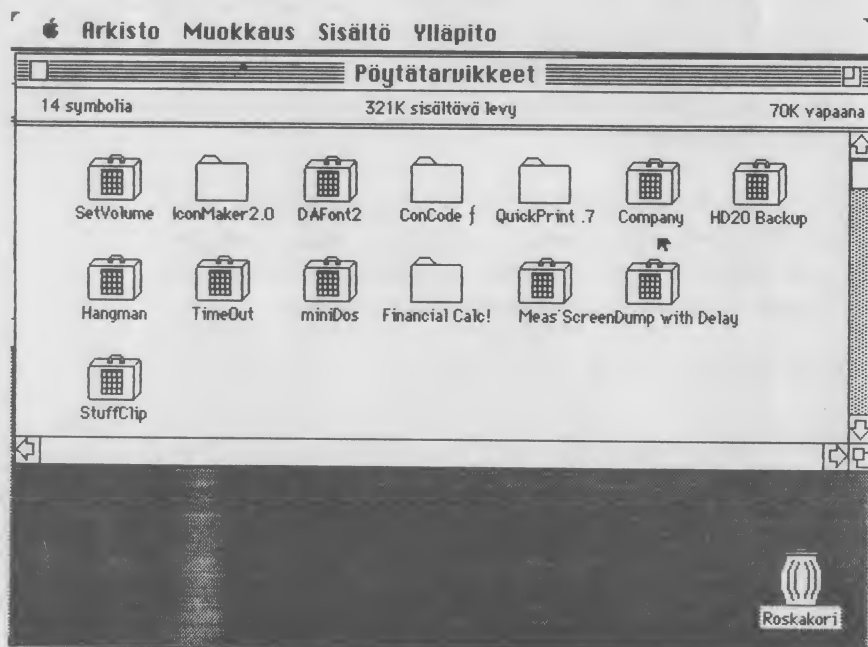 Arkisto Muokkaus Sisältö Ylläpito
Pöytätarvikkeet
14 symbolia 321K sisältävä levy 70K vapaana
SetVolume IconMaker2.0 DAFont2 ConCode ƒ QuickPrint .7 Company HD20 Backup
Hangman TimeOut miniDos Financial Calc! Meas ScreenDump with Delay
StuffClip
Roskakori